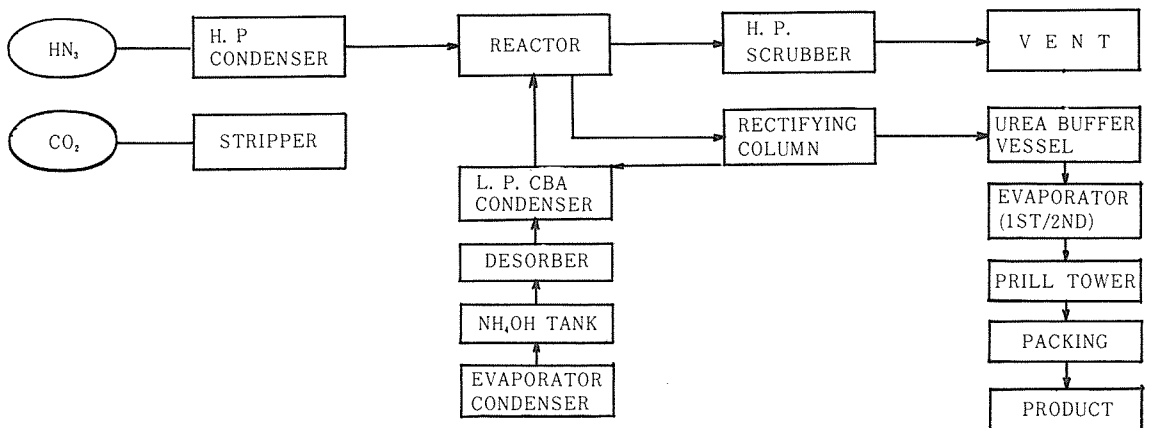 HN₃
H. P
CONDENSER
REACTOR
H. P.
SCRUBBER
V E N T
CO₂
STRIPPER
RECTIFYING
COLUMN
UREA BUFFER
VESSEL
L. P. CBA
CONDENSER
EVAPORATOR
(1ST/2ND)
DESORBER
PRILL TOWER
NH₄OH TANK
PACKING
EVAPORATOR
CONDENSER
PRODUCT